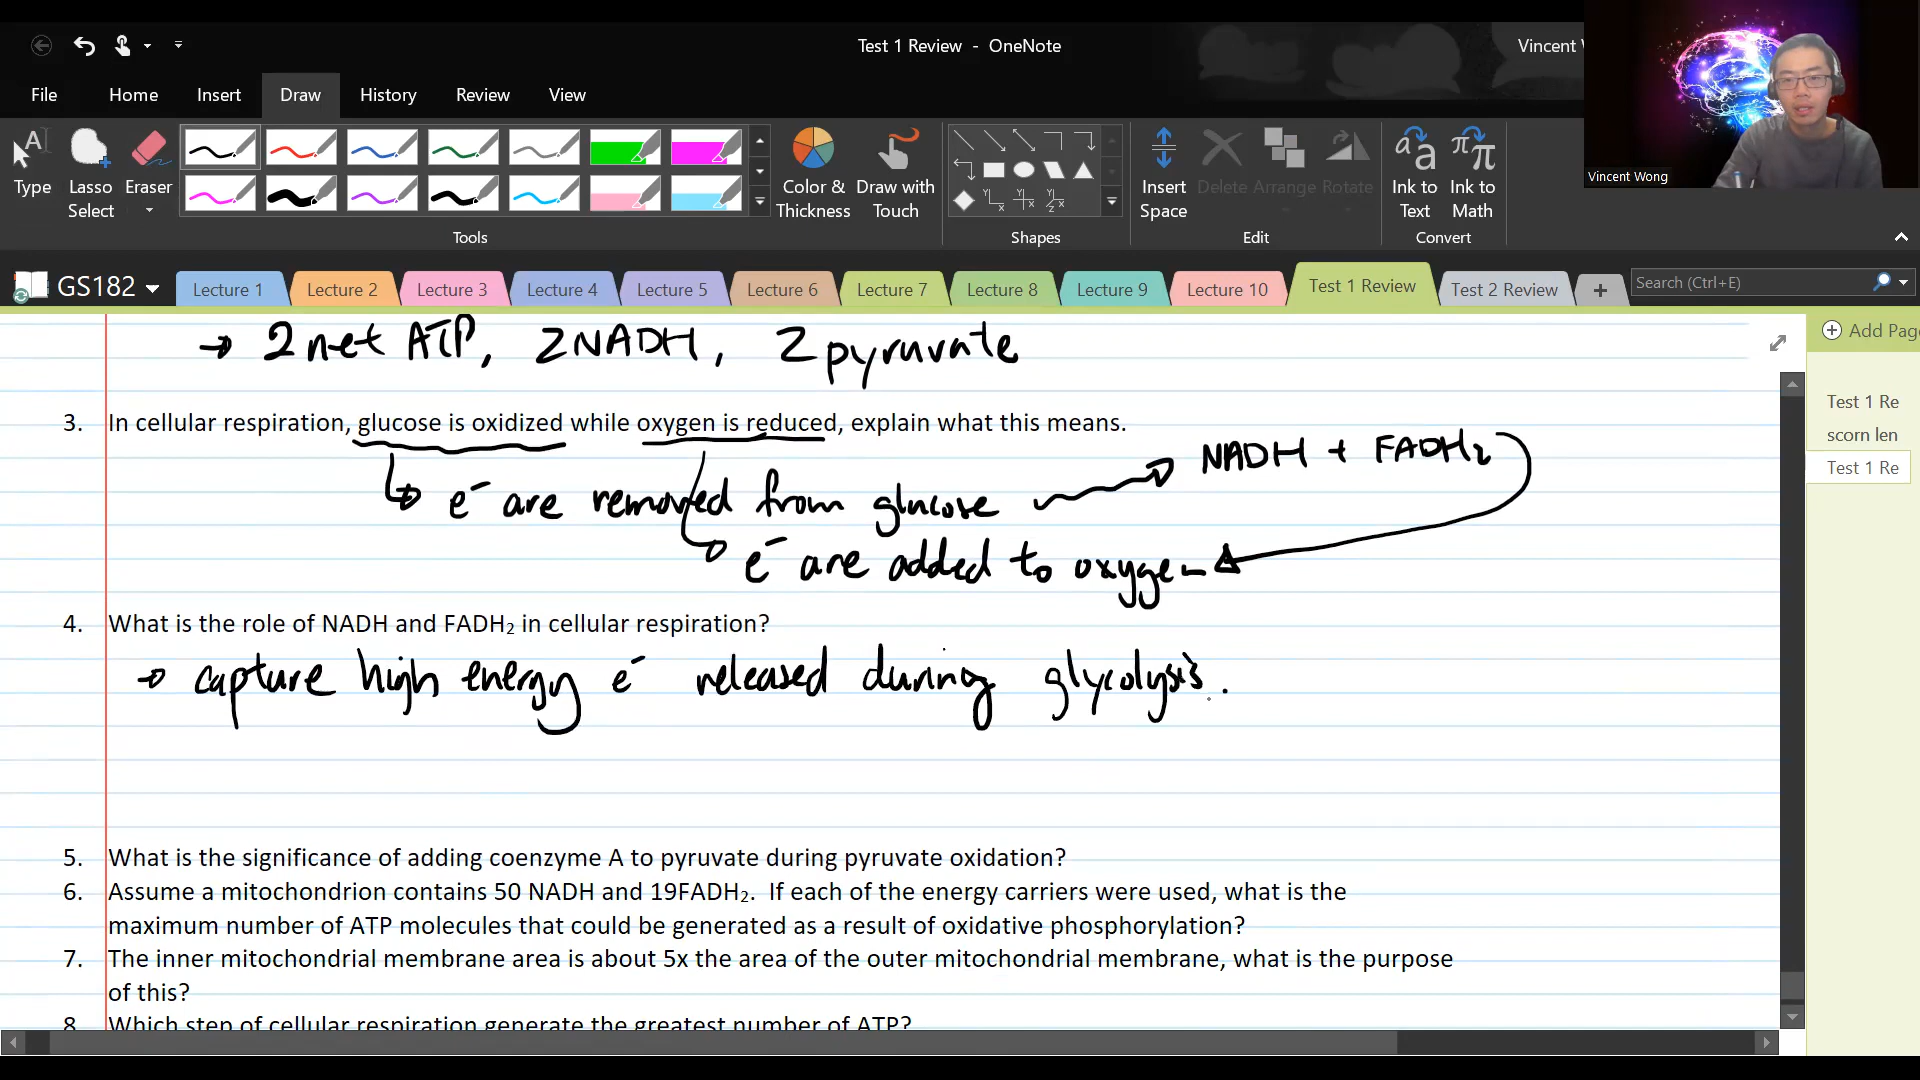 Test 1 Review - OneNote
Vincent W
File
Home
Insert
Draw
History
Review
View
Type
Lasso Select
Eraser
Color & Thickness
Draw with Touch
Insert Space
Delete
Arrange
Rotate
Ink to Text
Ink to Math
Tools
Shapes
Edit
Convert
Vincent Wong
GS182
Lecture 1
Lecture 2
Lecture 3
Lecture 4
Lecture 5
Lecture 6
Lecture 7
Lecture 8
Lecture 9
Lecture 10
Test 1 Review
Test 2 Review
Search (Ctrl+E)
Add Pag
Test 1 Re
scorn len
Test 1 Re
→ 2 net ATP, 2 NADH, 2 pyruvate
3. In cellular respiration, glucose is oxidized while oxygen is reduced, explain what this means.
NADH + FADH2
e⁻ are removed from glucose
e⁻ are added to oxygen
4. What is the role of NADH and FADH₂ in cellular respiration?
→ capture high energy e⁻ released during glycolysis.
5. What is the significance of adding coenzyme A to pyruvate during pyruvate oxidation?
6. Assume a mitochondrion contains 50 NADH and 19FADH₂. If each of the energy carriers were used, what is the
maximum number of ATP molecules that could be generated as a result of oxidative phosphorylation?
7. The inner mitochondrial membrane area is about 5x the area of the outer mitochondrial membrane, what is the purpose
of this?
8. Which step of cellular respiration generate the greatest number of ATP?